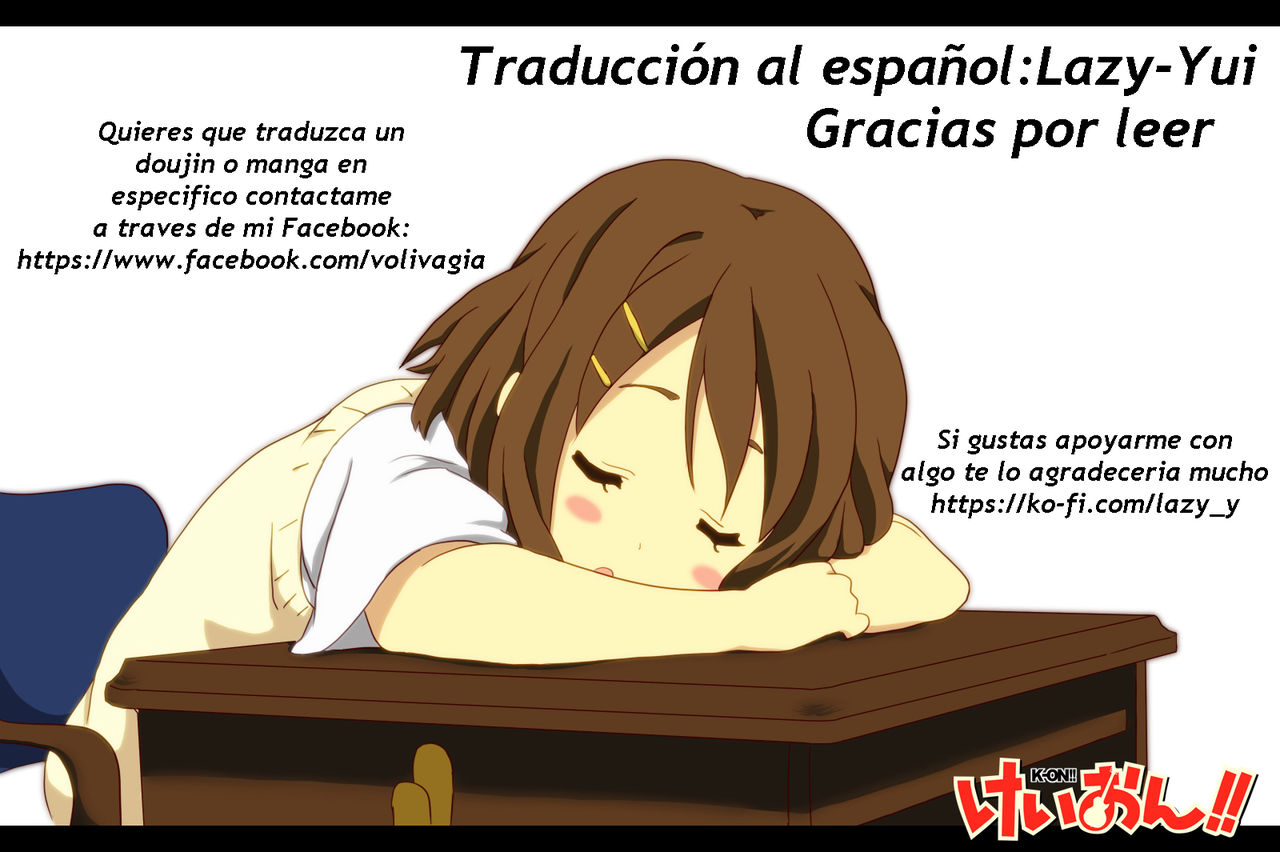 Traducción al español:Lazy-Yui
Gracias por leer
Quieres que traduzca un
doujin o manga en
especifico contactame
a traves de mi Facebook:
https://www.facebook.com/volivagia
Si gustas apoyarme con
algo te lo agradeceria mucho
https://ko-fi.com/lazy_y
K-ON!!
けいおん!!